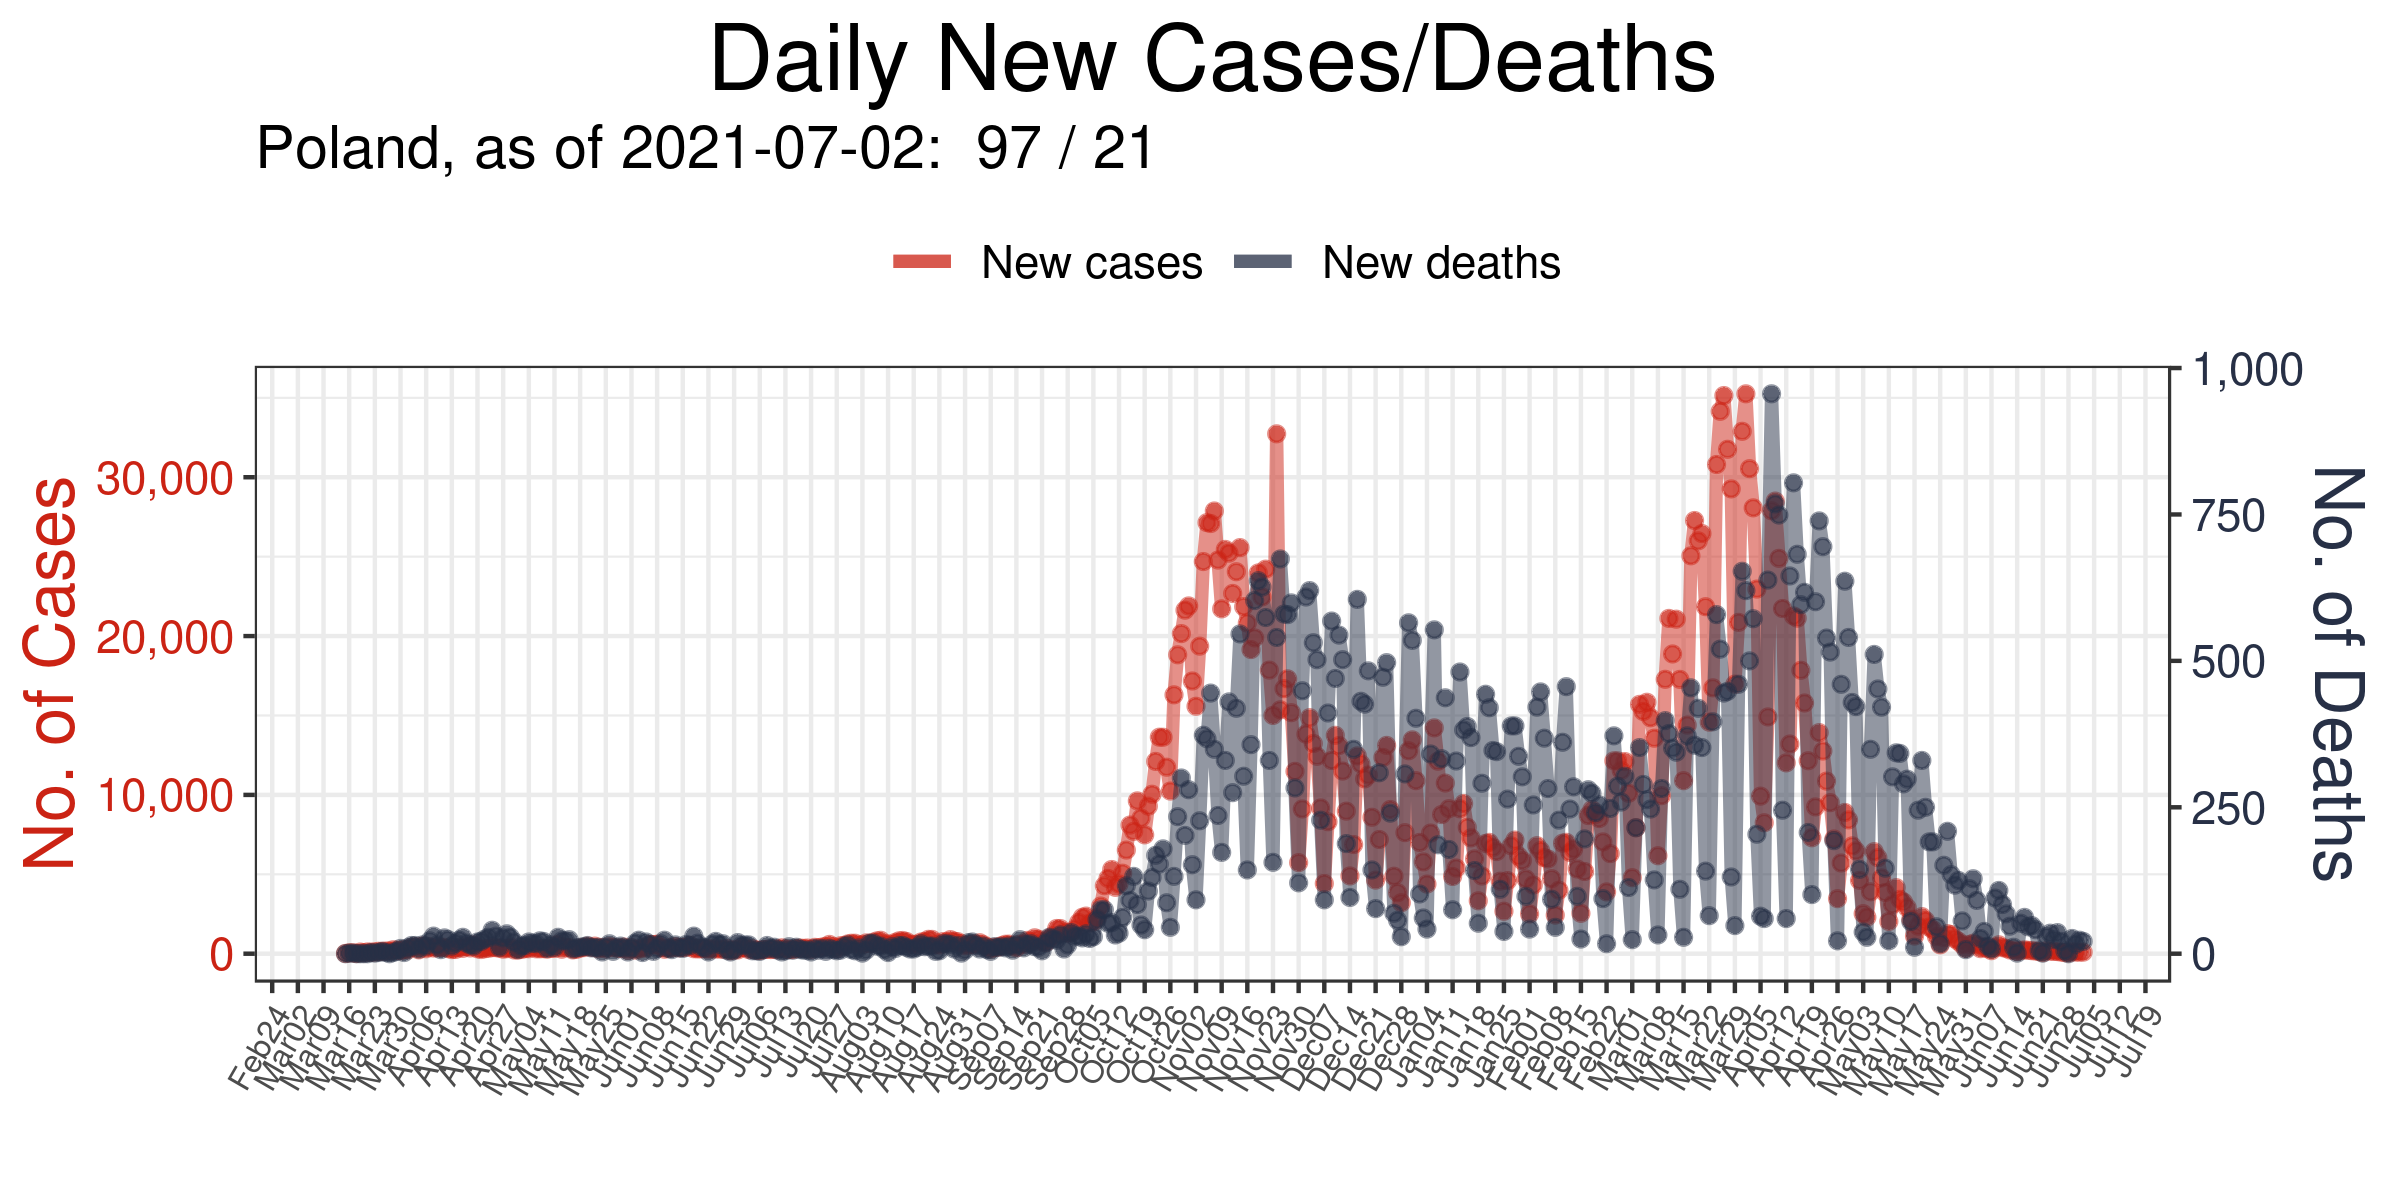 Daily New Cases/Deaths
Poland, as of 2021-07-02:  97 / 21
New cases
New deaths
No. of Cases
30,000
20,000
10,000
0
1,000
750
500
250
0
No. of Deaths
Feb24
Mar02
Mar09
Mar16
Mar23
Mar30
Apr06
Apr13
Apr20
Apr27
May04
May11
May18
May25
Jun01
Jun08
Jun15
Jun22
Jun29
Jul06
Jul13
Jul20
Jul27
Aug03
Aug10
Aug17
Aug24
Aug31
Sep07
Sep14
Sep21
Sep28
Oct05
Oct12
Oct19
Oct26
Nov02
Nov09
Nov16
Nov23
Nov30
Dec07
Dec14
Dec21
Dec28
Jan04
Jan11
Jan18
Jan25
Feb01
Feb08
Feb15
Feb22
Mar01
Mar08
Mar15
Mar22
Mar29
Apr05
Apr12
Apr19
Apr26
May03
May10
May17
May24
May31
Jun07
Jun14
Jun21
Jun28
Jul05
Jul12
Jul19